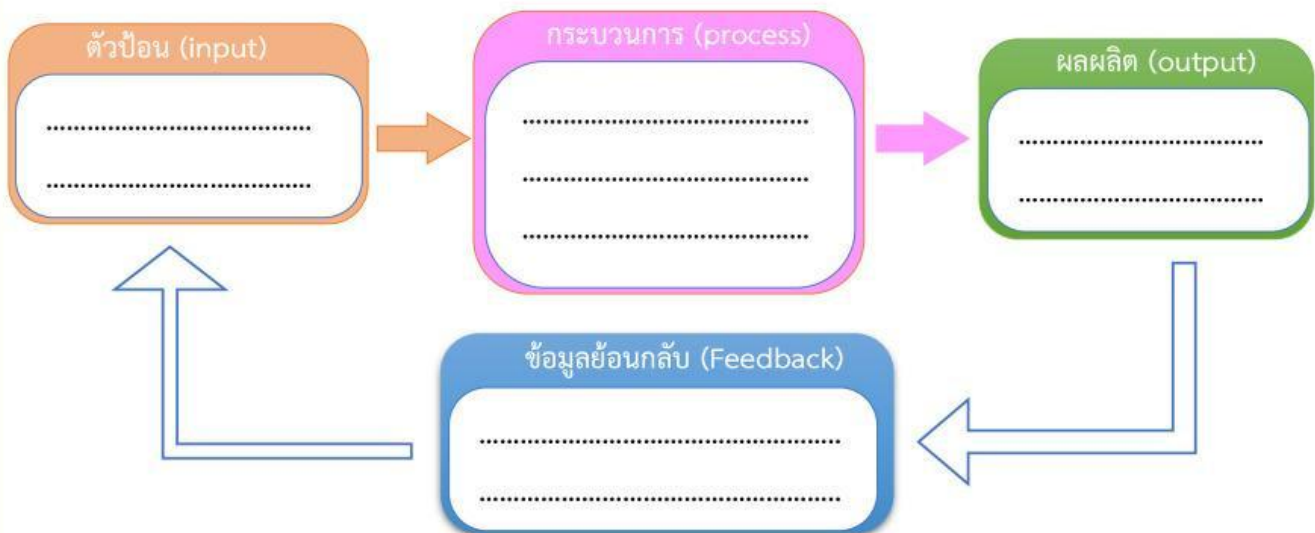 ตัวป้อน (input)
.......................................
.......................................
กระบวนการ (process)
..........................................
..........................................
..........................................
ผลผลิต (output)
....................................
....................................
ข้อมูลย้อนกลับ (Feedback)
.....................................................
.....................................................